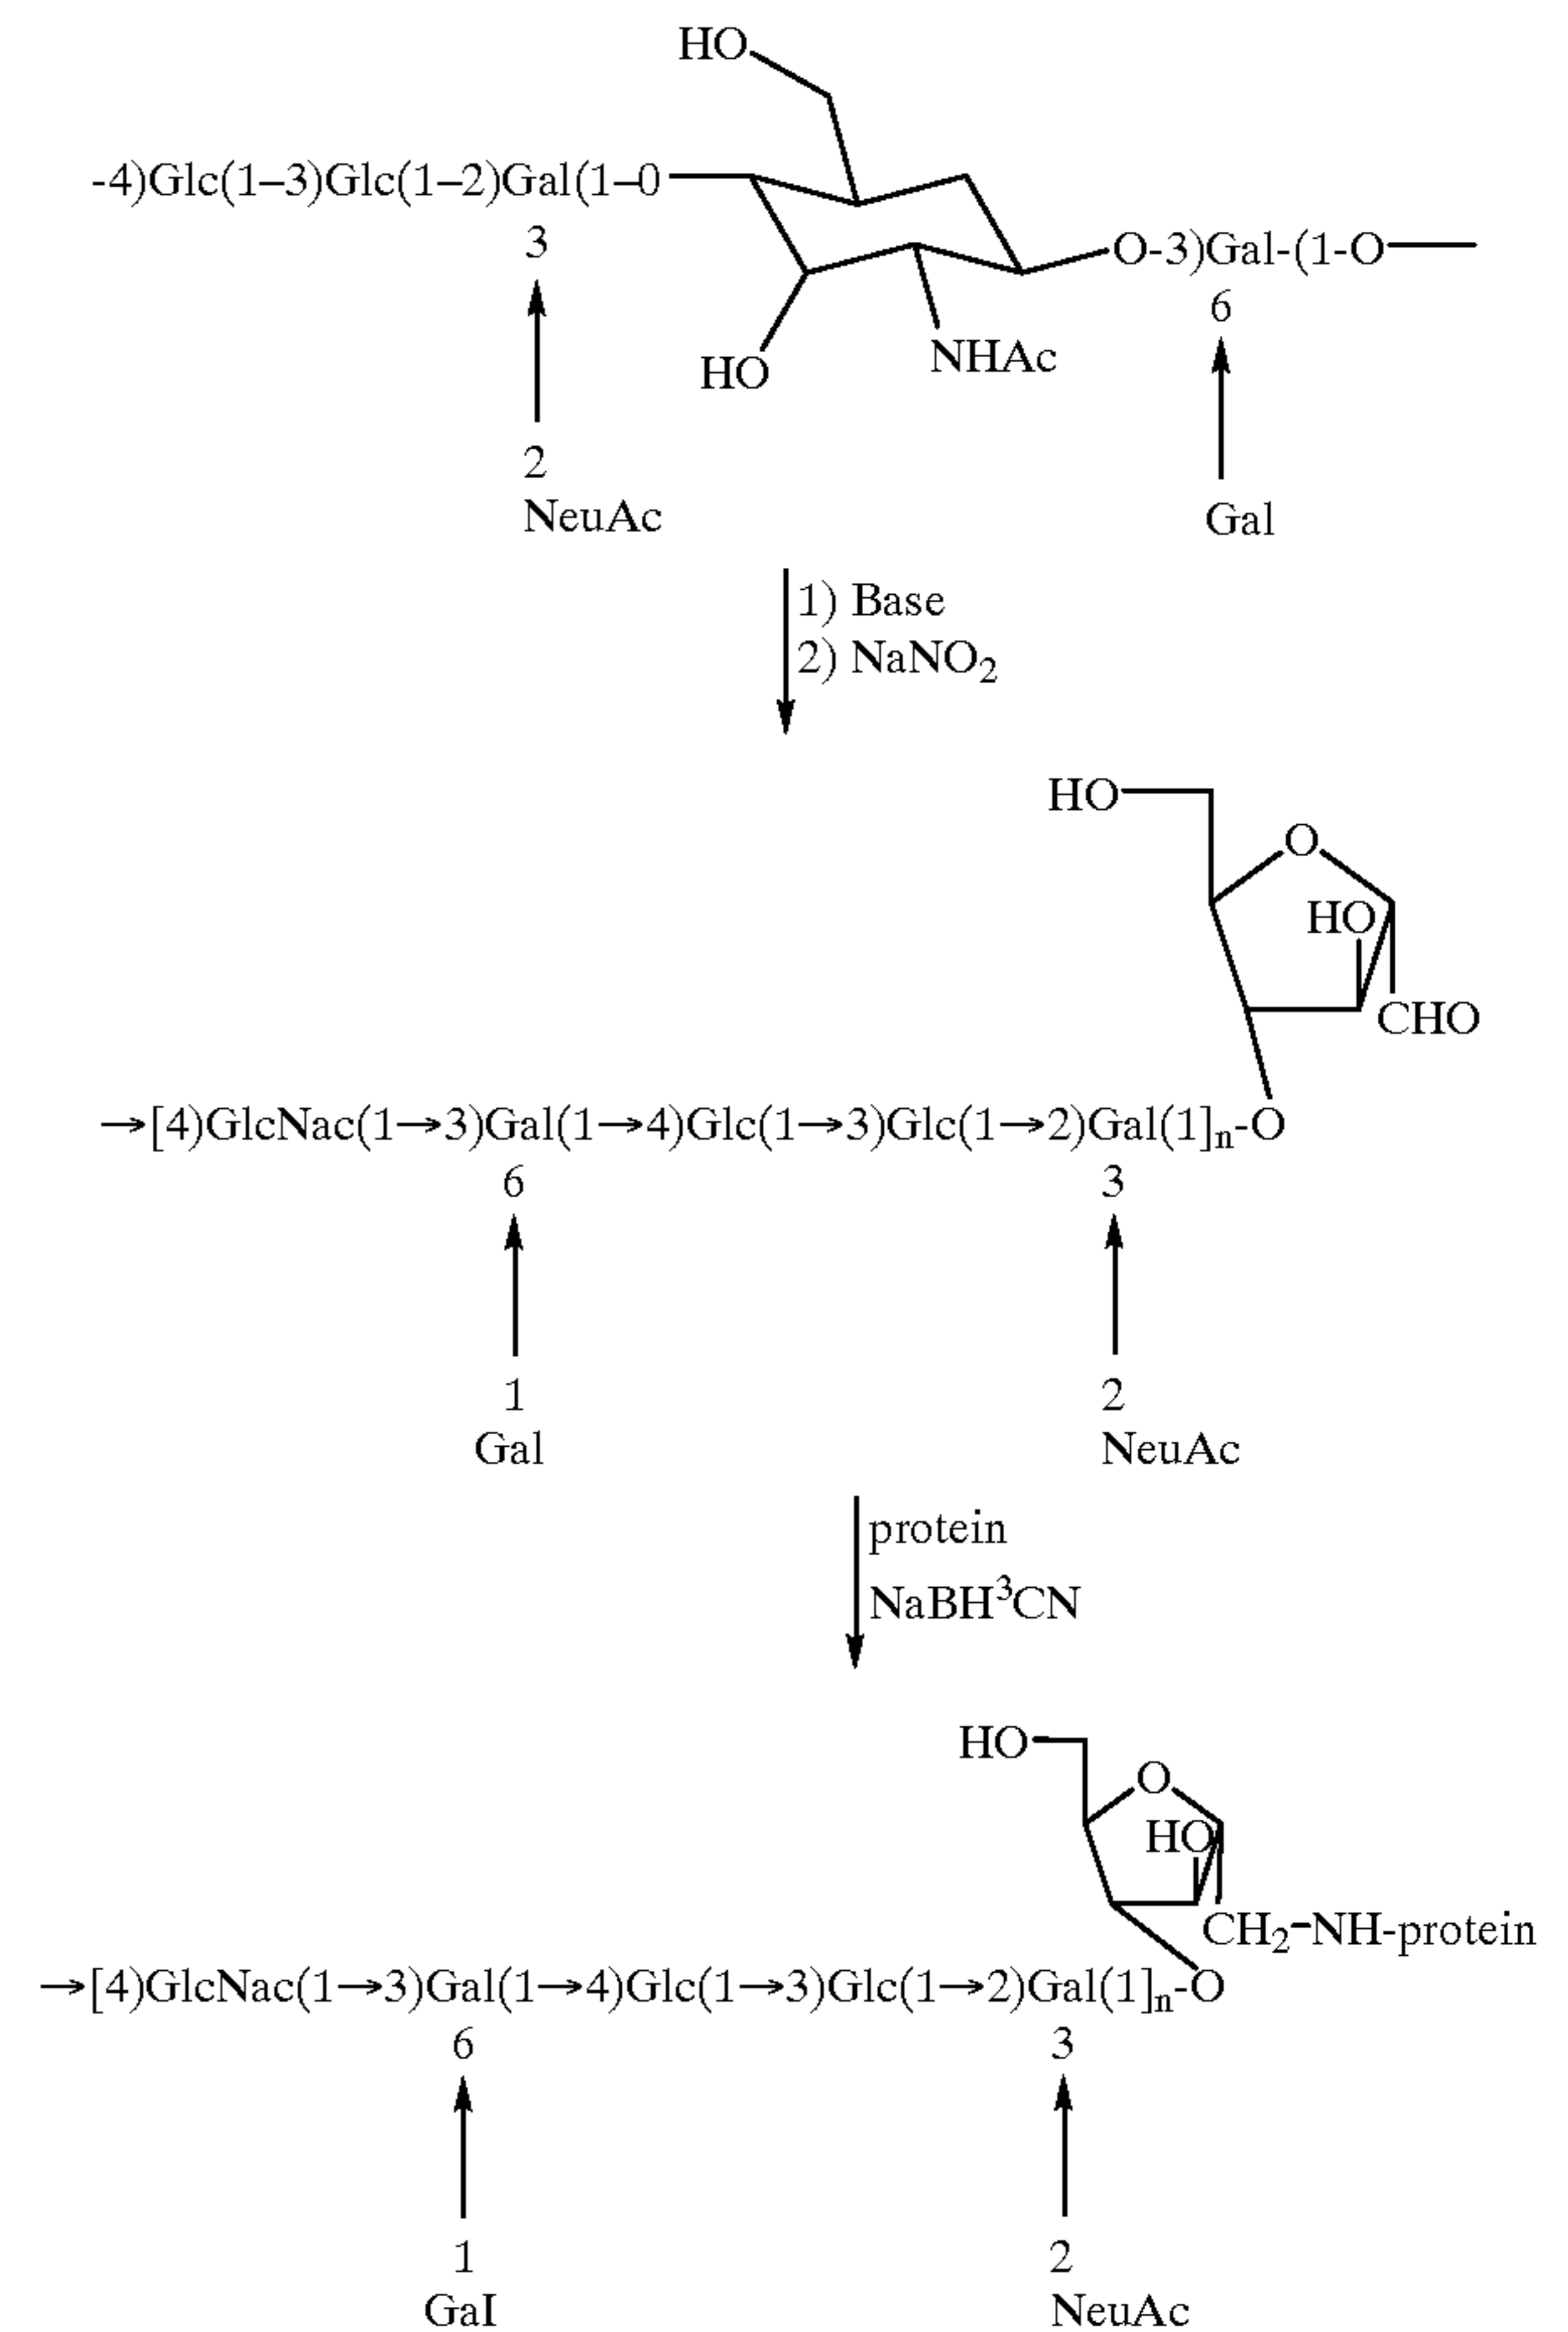 HO
-4)Glc(1–3)Glc(1–2)Gal(1–0
O-3)Gal-(1-O
3
6
HO
NHAc
2
NeuAc
Gal
1) Base
2) NaNO₂
HO
O
HO
CHO
→[4)GlcNac(1→3)Gal(1→4)Glc(1→3)Glc(1→2)Gal(1]ₙ-O
6
3
1
Gal
2
NeuAc
protein
NaBH³CN
HO
O
HO
CH₂-NH-protein
→[4)GlcNac(1→3)Gal(1→4)Glc(1→3)Glc(1→2)Gal(1]ₙ-O
6
3
1
GaI
2
NeuAc